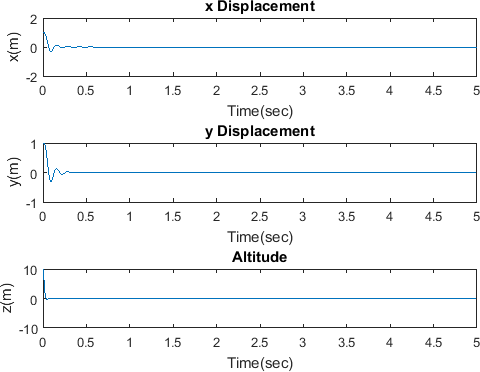 x Displacement
2
0
-2
x(m)
0 0.5 1 1.5 2 2.5 3 3.5 4 4.5 5
Time(sec)
y Displacement
1
0
-1
y(m)
0 0.5 1 1.5 2 2.5 3 3.5 4 4.5 5
Time(sec)
Altitude
10
0
-10
z(m)
0 0.5 1 1.5 2 2.5 3 3.5 4 4.5 5
Time(sec)